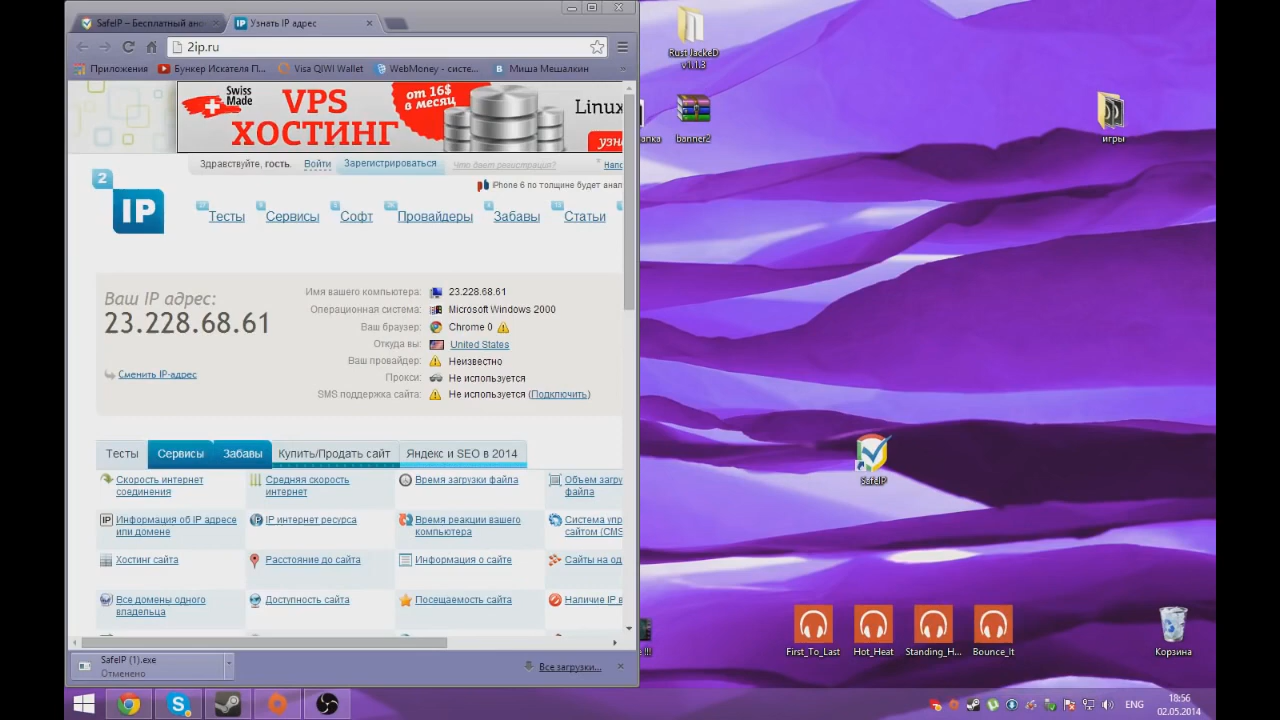 SafeIP – Бесплатный ано
Узнать IP адрес
2ip.ru
Приложения
Бункер Искателя П...
Visa QIWI Wallet
WebMoney - систе...
Миша Мешалкин
»
Swiss
Made
VPS
ХОСТИНГ
от 16$
в месяц
Linux
узн
Здравствуйте, гость.
Войти
Зарегистрироваться
Что дает регистрация?
Напо
iPhone 6 по толщине будет анал
2
IP
Тесты
Сервисы
Софт
Провайдеры
Забавы
Статьи
Ваш IP адрес:
23.228.68.61
Сменить IP-адрес
Имя вашего компьютера: 23.228.68.61
Операционная система: Microsoft Windows 2000
Ваш браузер: Chrome 0
Откуда вы: United States
Ваш провайдер: Неизвестно
Прокси: Не используется
SMS поддержка сайта: Не используется (Подключить)
Тесты
Сервисы
Забавы
Купить/Продать сайт
Яндекс и SEO в 2014
Скорость интернет
соединения
Средняя скорость
интернет
Время загрузки файла
Объем загру
файла
IP
Информация об IP адресе
или домене
IP интернет ресурса
Время реакции вашего
компьютера
Система упр
сайтом (CMS
Хостинг сайта
Расстояние до сайта
Информация о сайте
Сайты на од
Все домены одного
владельца
Доступность сайта
Посещаемость сайта
Наличие IP в
SafeIP (1).exe
Отменено
Все загрузки...
Rust JackeD
v1.1.3
апка
banner2
игры
SafeIP
First_To_Last
Hot_Heat
Standing_H...
Bounce_It
Корзина
ENG
18:56
02.05.2014